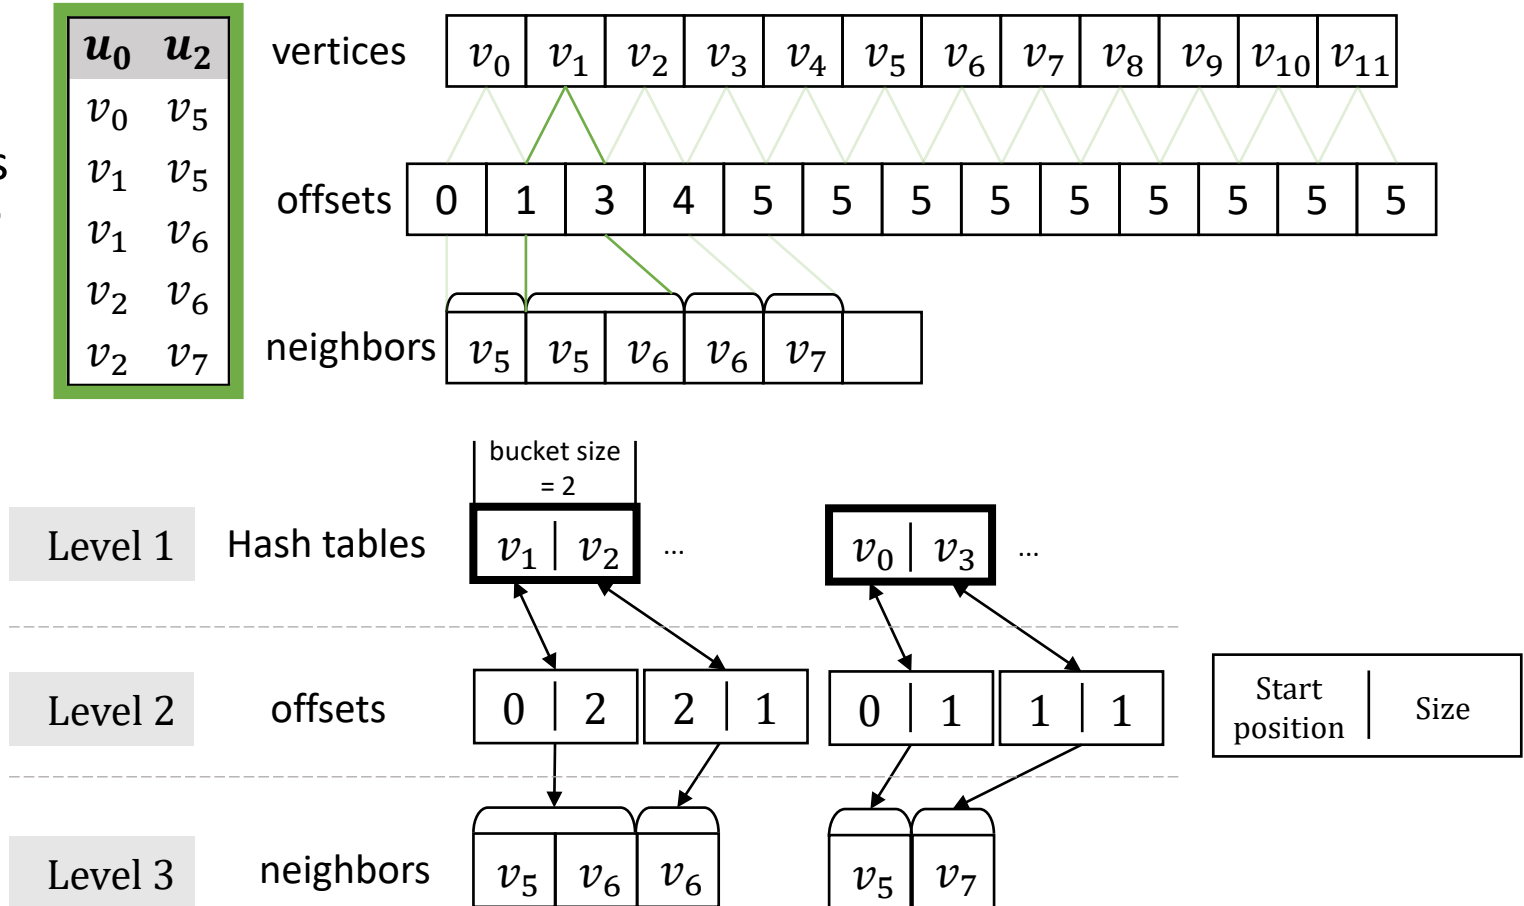 u₀ u₂
v₀ v₅
v₁ v₅
v₁ v₆
v₂ v₆
v₂ v₇
s
vertices v₀ v₁ v₂ v₃ v₄ v₅ v₆ v₇ v₈ v₉ v₁₀ v₁₁
offsets 0 1 3 4 5 5 5 5 5 5 5 5 5
neighbors v₅ v₅ v₆ v₆ v₇
bucket size
= 2
Level 1 Hash tables v₁ | v₂ ... v₀ | v₃ ...
Level 2 offsets 0 | 2 2 | 1 0 | 1 1 | 1
Start
position | Size
Level 3 neighbors v₅ v₆ v₆ v₅ v₇